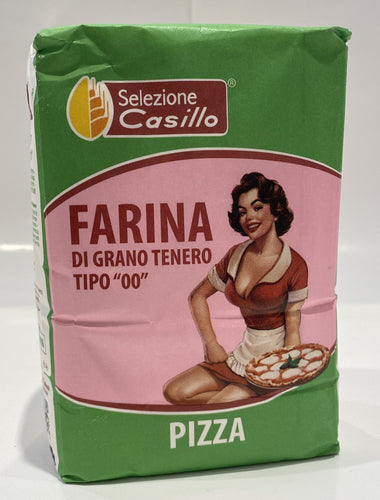 Selezione
Casillo®
FARINA
DI GRANO TENERO
TIPO "00"
PIZZA